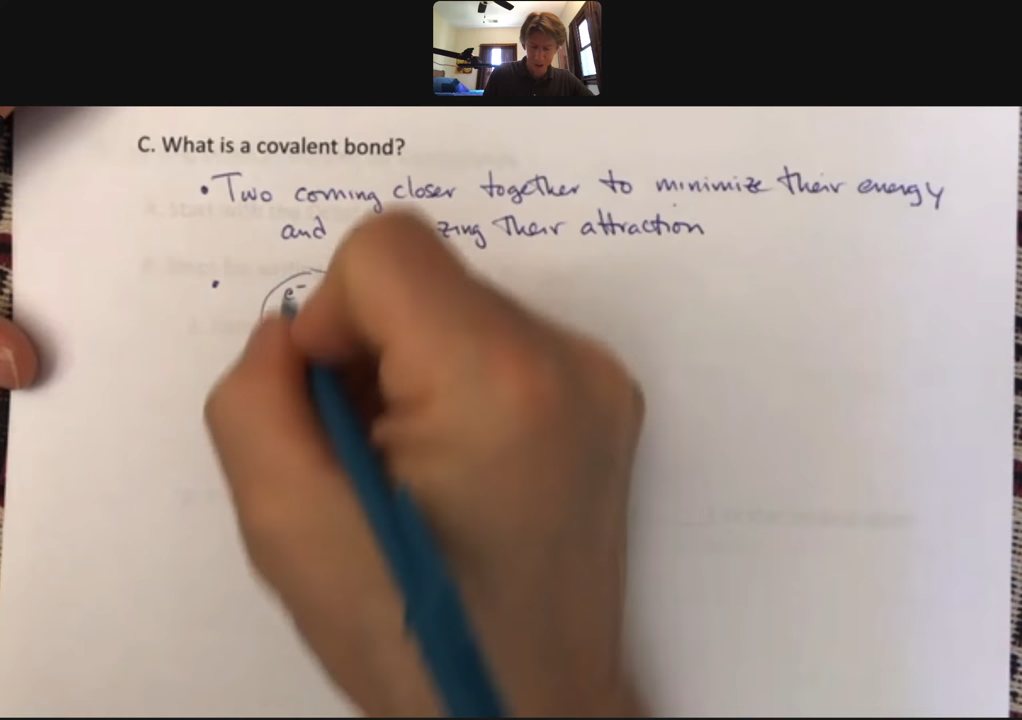 C. What is a covalent bond?
• Two coming closer together to minimize their energy
and zing their attraction
•
e⁻